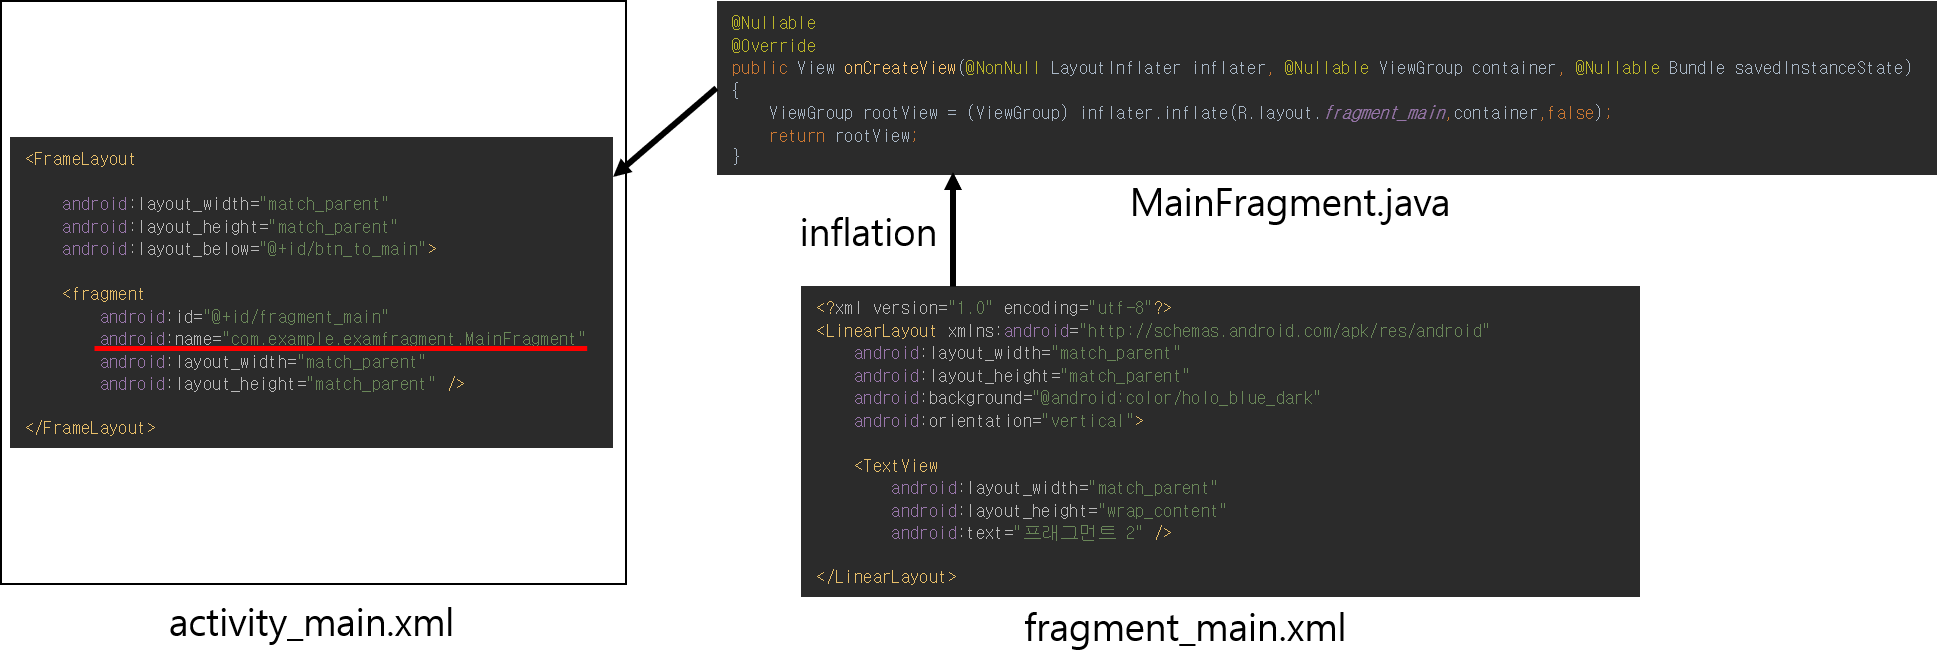 <FrameLayout
android:layout_width="match_parent"
android:layout_height="match_parent"
android:layout_below="@+id/btn_to_main">
<fragment
android:id="@+id/fragment_main"
android:name="com.example.examfragment.MainFragment"
android:layout_width="match_parent"
android:layout_height="match_parent" />
</FrameLayout>
activity_main.xml
@Nullable
@Override
public View onCreateView(@NonNull LayoutInflater inflater, @Nullable ViewGroup container, @Nullable Bundle savedInstanceState)
{
ViewGroup rootView = (ViewGroup) inflater.inflate(R.layout.fragment_main,container,false);
return rootView;
}
MainFragment.java
inflation
<?xml version="1.0" encoding="utf-8"?>
<LinearLayout xmlns:android="http://schemas.android.com/apk/res/android"
android:layout_width="match_parent"
android:layout_height="match_parent"
android:background="@android:color/holo_blue_dark"
android:orientation="vertical">
<TextView
android:layout_width="match_parent"
android:layout_height="wrap_content"
android:text="프래그먼트 2" />
</LinearLayout>
fragment_main.xml